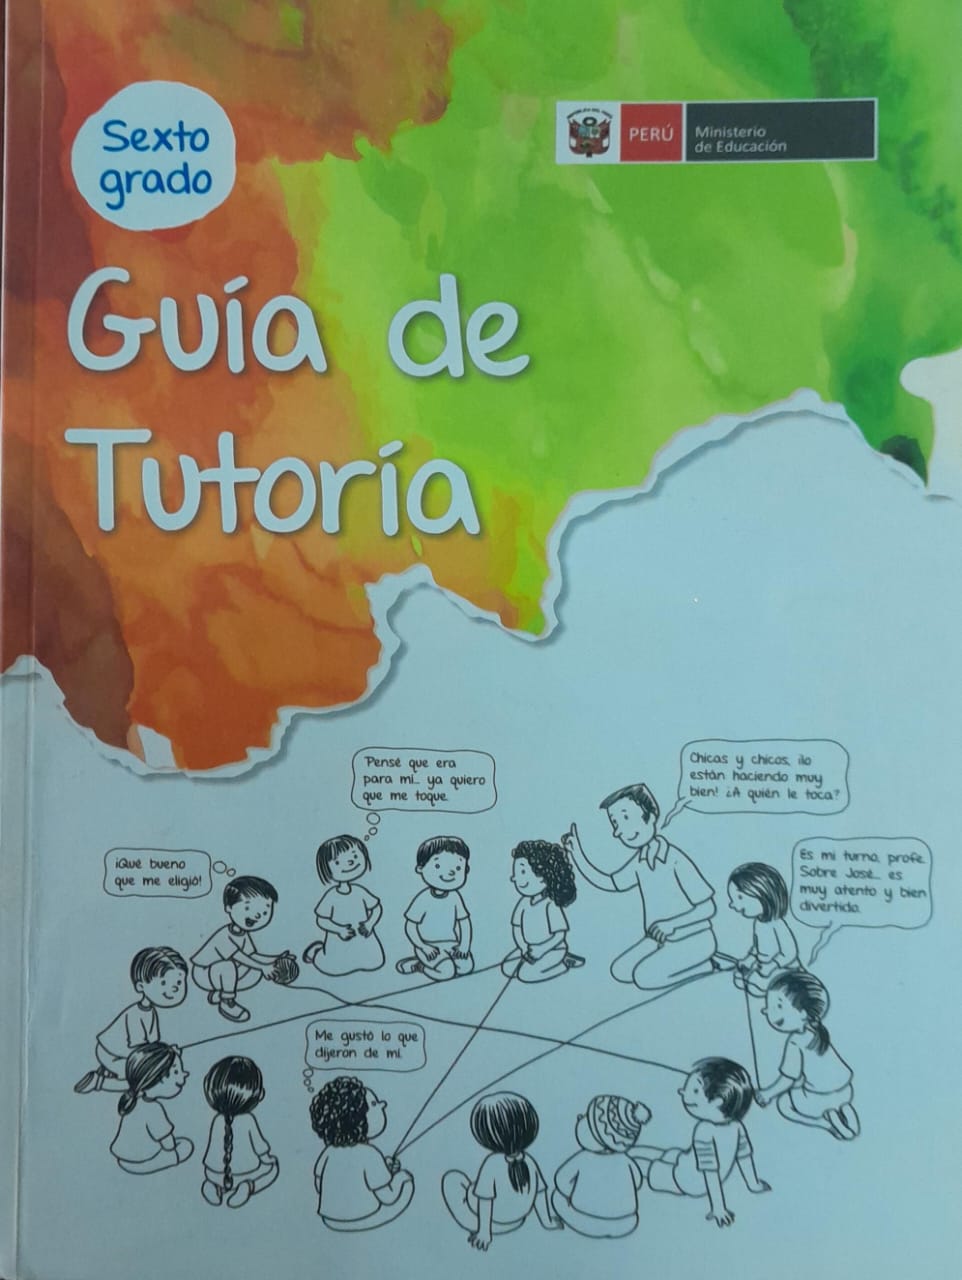 Sexto
grado
PERÚ
Ministerio
de Educación
Guía de
Tutoría
Pensé que era
para mí... ya quiero
que me toque.
Chicas y chicos, ¡lo
están haciendo muy
bien! ¿A quién le toca?
¡Qué bueno
que me eligió!
Es mi turno, profe.
Sobre José... es
muy atento y bien
divertido.
Me gustó lo que
dijeron de mí.